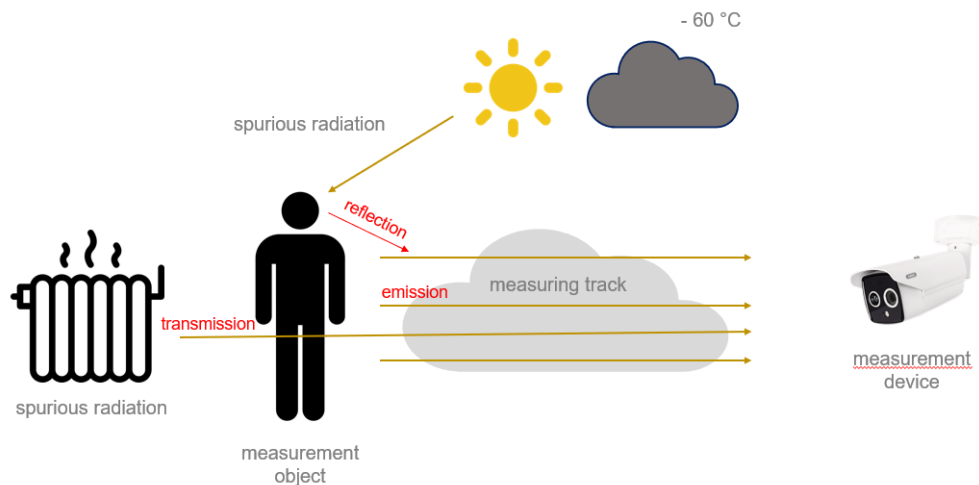 - 60 °C
spurious radiation
reflection
measuring track
emission
transmission
spurious radiation
measurement
object
measurement
device